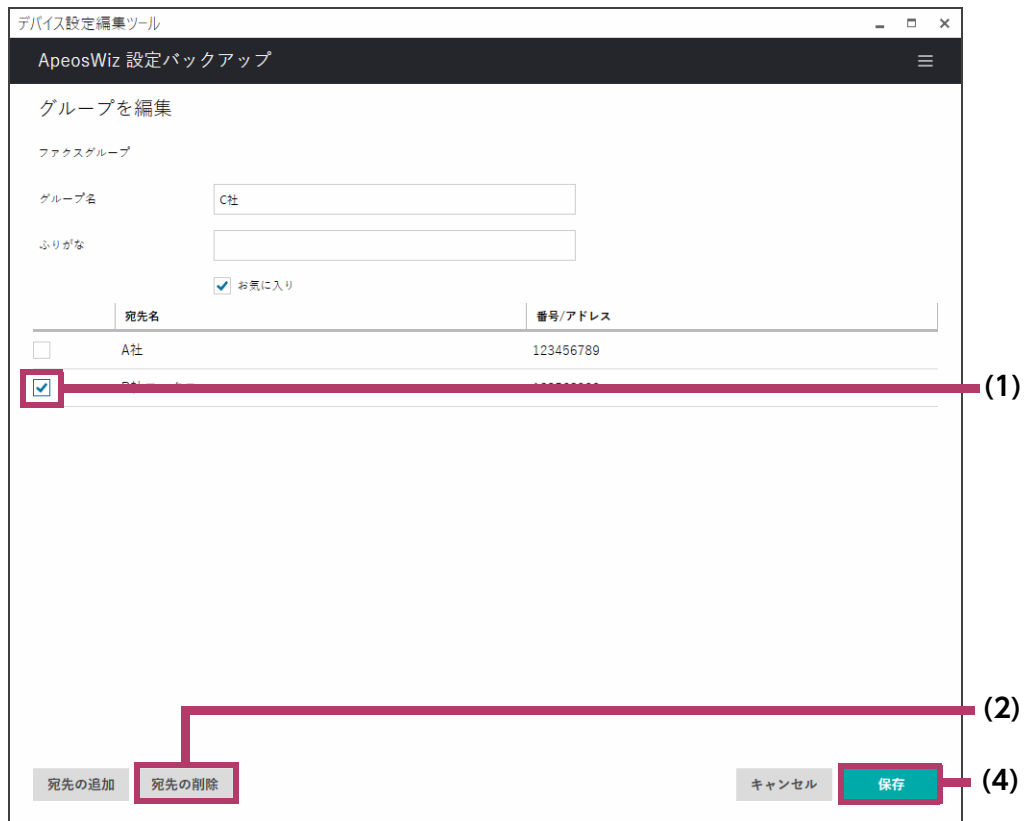 デバイス設定編集ツール
ApeosWiz 設定バックアップ
グループを編集
ファクスグループ
グループ名 C社
ふりがな
お気に入り
宛先名 番号/アドレス
A社 123456789
(1)
(2)
宛先の追加 宛先の削除 キャンセル 保存 (4)